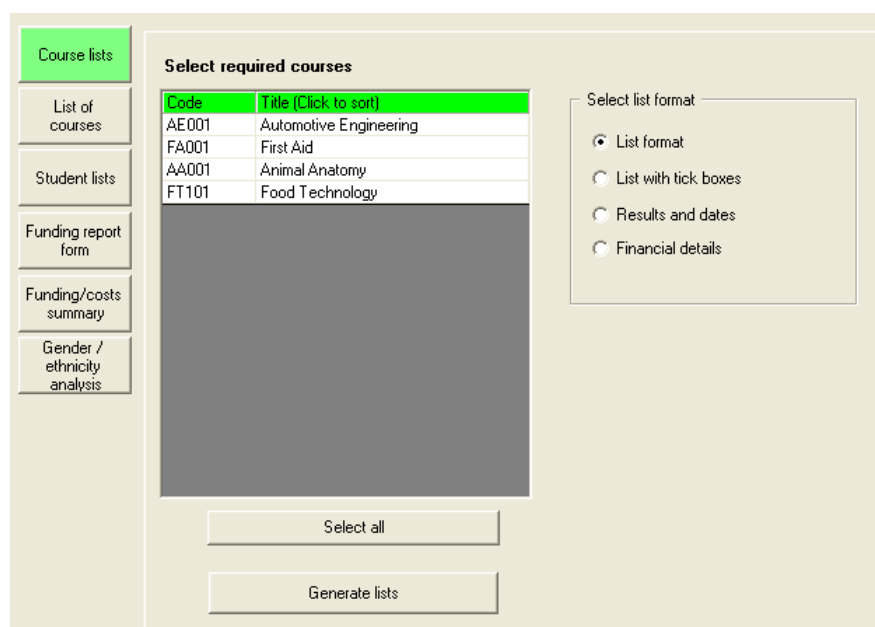 Course lists
List of
courses
Student lists
Funding report
form
Funding/costs
summary
Gender /
ethnicity
analysis
Select required courses
Code Title (Click to sort)
AE001 Automotive Engineering
FA001 First Aid
AA001 Animal Anatomy
FT101 Food Technology
Select all
Generate lists
Select list format
List format
List with tick boxes
Results and dates
Financial details